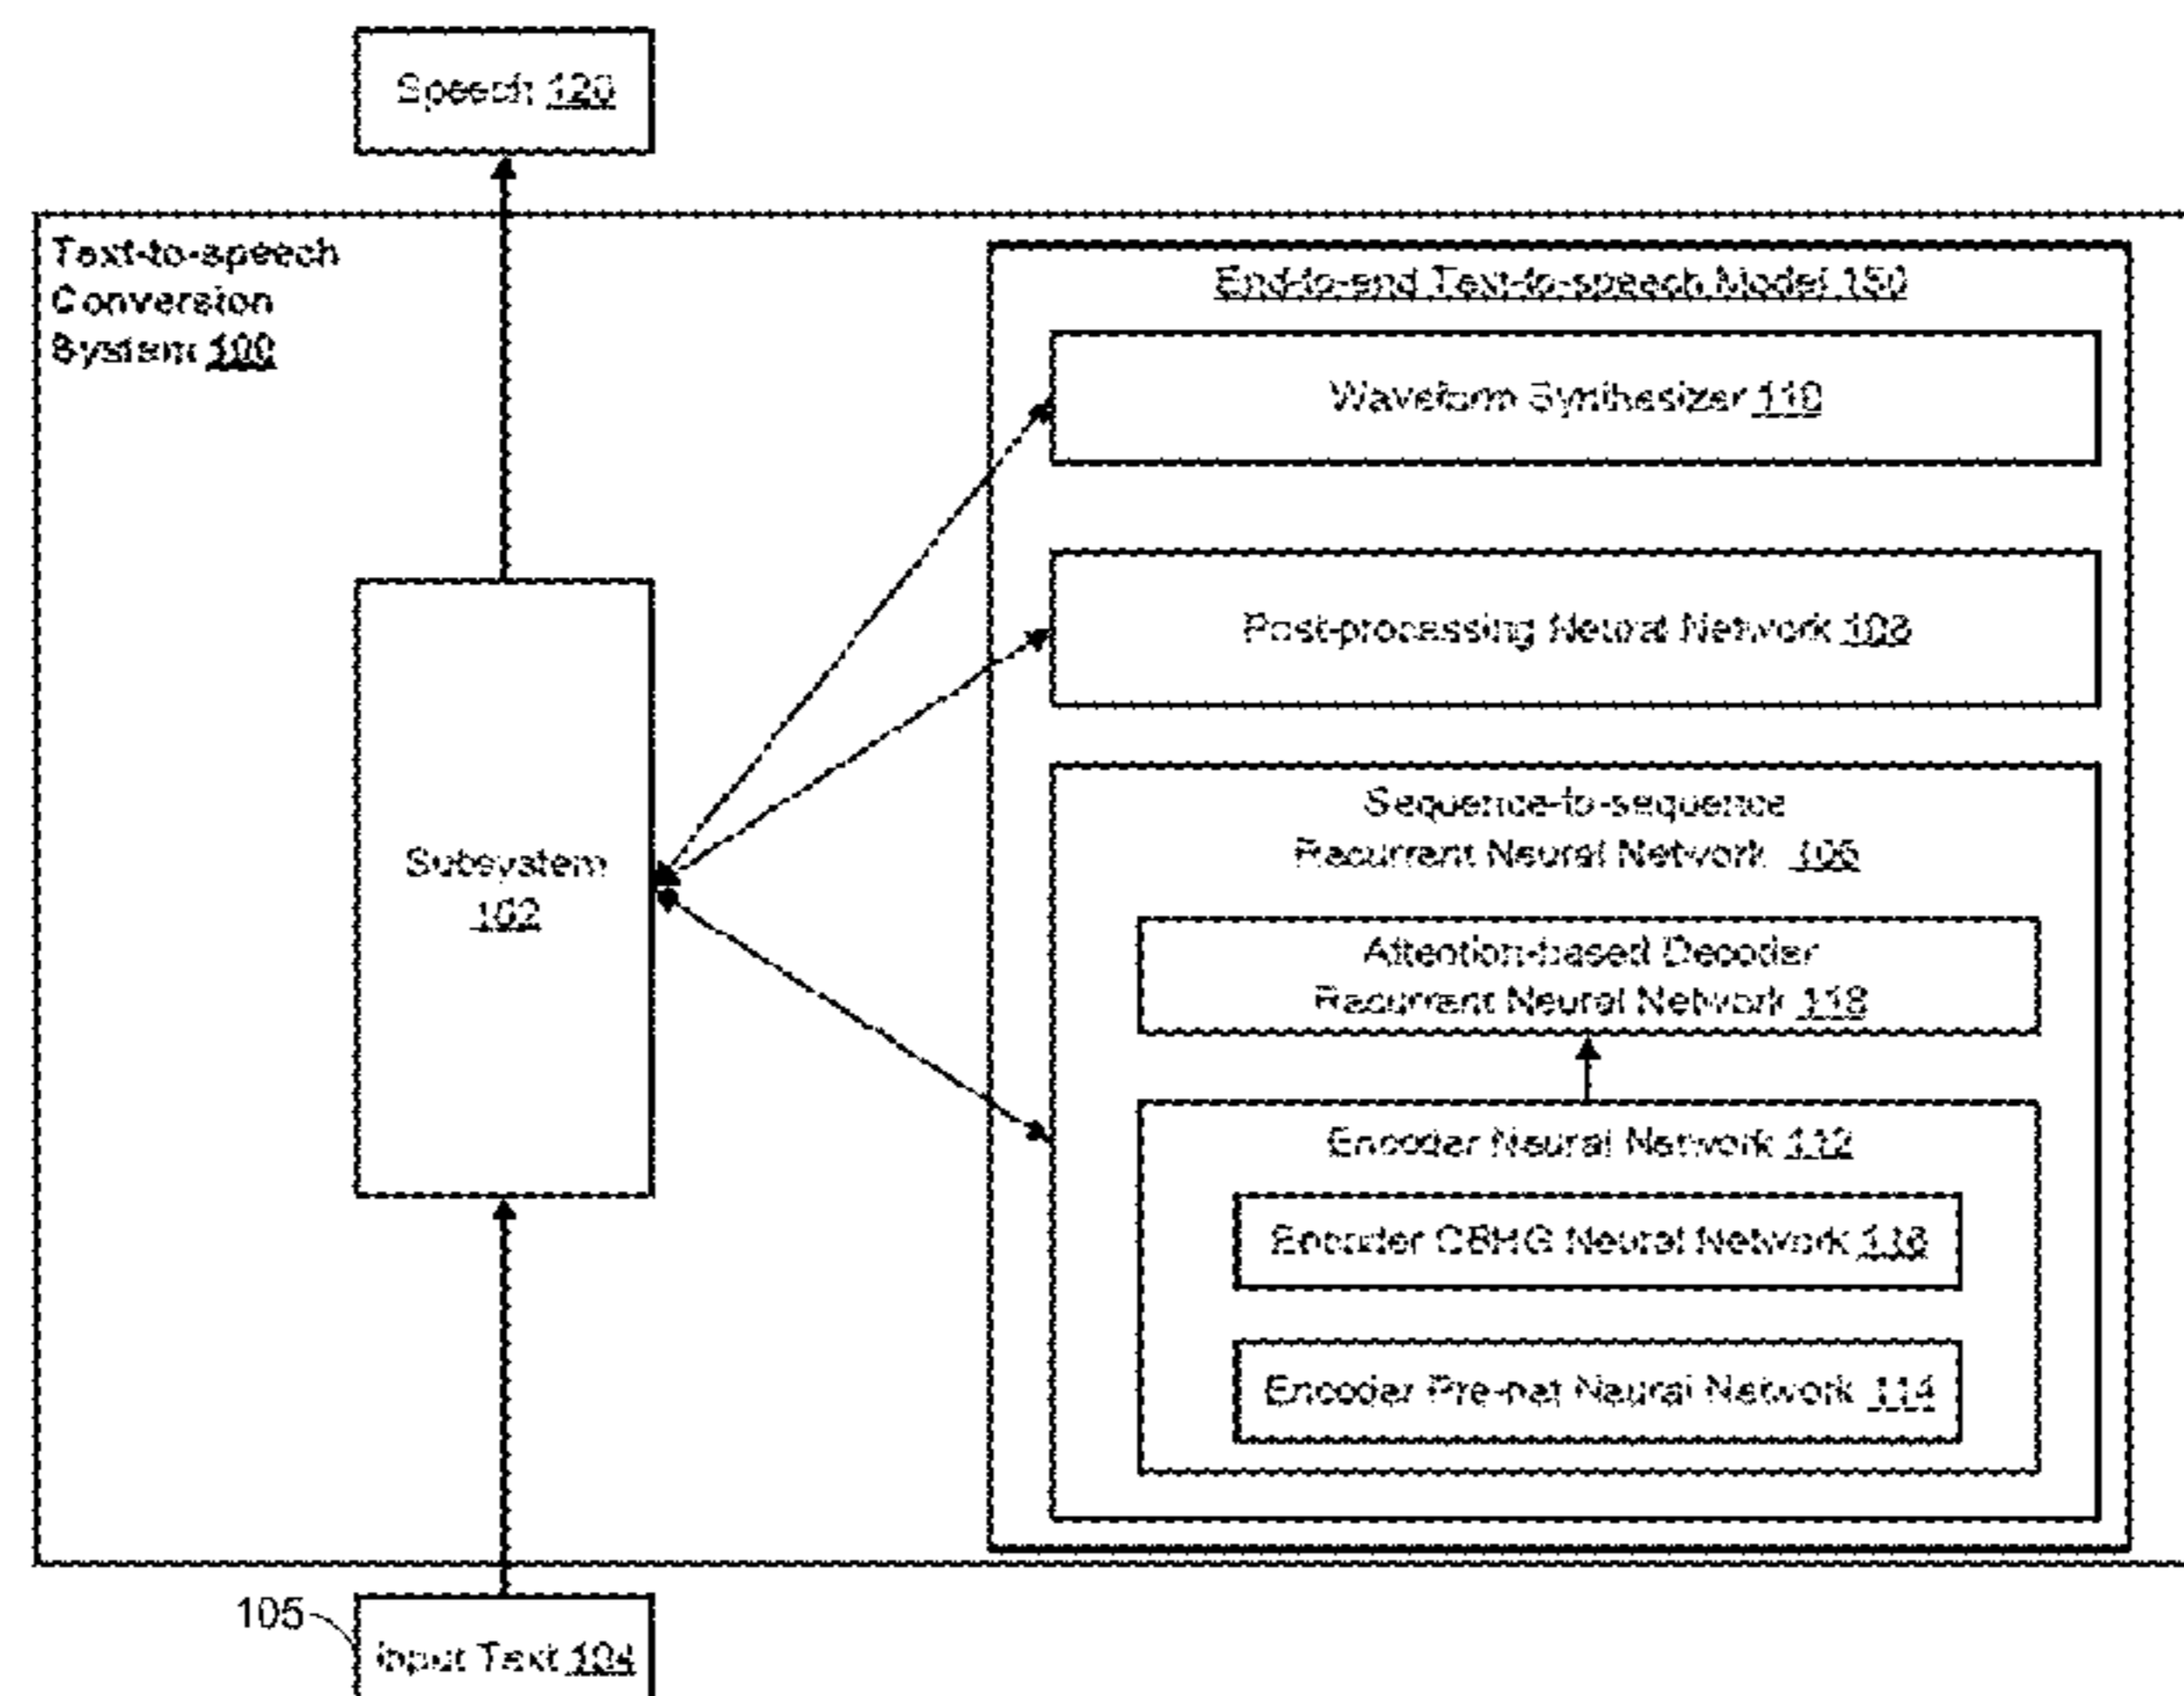 Speech 120
Text-to-speech
Conversion
System 100
End-to-end Text-to-speech Model 150
Waveform Synthesizer 110
Post-processing Neural Network 108
Subsystem
102
Sequence-to-sequence
Recurrent Neural Network 106
Attention-based Decoder
Recurrent Neural Network 118
Encoder Neural Network 112
Encoder CBHG Neural Network 116
Encoder Pre-net Neural Network 114
105
Input Text 104